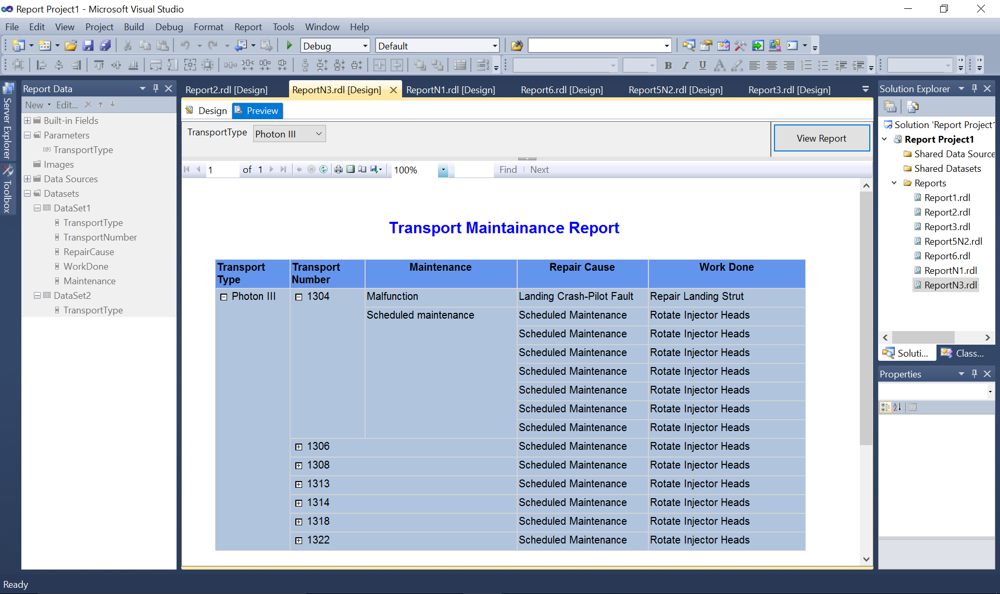 Report Project1 - Microsoft Visual Studio
File Edit View Project Build Debug Format Report Tools Window Help
Debug Default
B I U A
Server Explorer
Toolbox
Report Data
New Edit...
Built-in Fields
Parameters
TransportType
Images
Data Sources
Datasets
DataSet1
TransportType
TransportNumber
RepairCause
WorkDone
Maintenance
DataSet2
TransportType
Report2.rdl [Design] ReportN3.rdl [Design] ReportN1.rdl [Design] Report6.rdl [Design] Report5N2.rdl [Design] Report3.rdl [Design]
Design Preview
TransportType Photon III View Report
1 of 1 100% Find Next
Transport Maintainance Report
Transport Type Transport Number Maintenance Repair Cause Work Done
Photon III 1304 Malfunction Landing Crash-Pilot Fault Repair Landing Strut
Scheduled maintenance Scheduled Maintenance Rotate Injector Heads
Scheduled Maintenance Rotate Injector Heads
Scheduled Maintenance Rotate Injector Heads
Scheduled Maintenance Rotate Injector Heads
Scheduled Maintenance Rotate Injector Heads
Scheduled Maintenance Rotate Injector Heads
Scheduled Maintenance Rotate Injector Heads
1306 Scheduled Maintenance Rotate Injector Heads
1308 Scheduled Maintenance Rotate Injector Heads
1313 Scheduled Maintenance Rotate Injector Heads
1314 Scheduled Maintenance Rotate Injector Heads
1318 Scheduled Maintenance Rotate Injector Heads
1322 Scheduled Maintenance Rotate Injector Heads
Solution Explorer
Solution 'Report Project1
Report Project1
Shared Data Source
Shared Datasets
Reports
Report1.rdl
Report2.rdl
Report3.rdl
Report5N2.rdl
Report6.rdl
ReportN1.rdl
ReportN3.rdl
Soluti... Class...
Properties
Ready